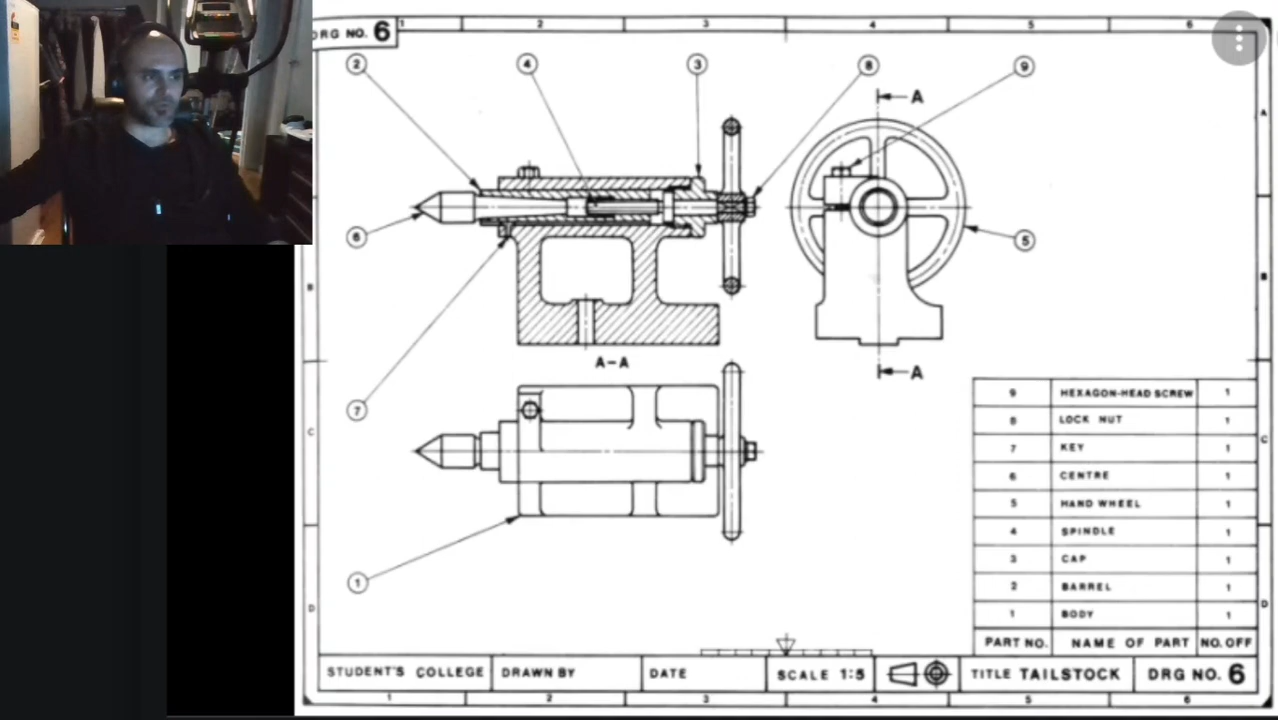 1 2 3 4 5 6
DRG NO. 6
2 4 3 8 9
A
A
6
5
B
B
A
A-A
A
7
C
C
9 HEXAGON-HEAD SCREW 1
8 LOCK NUT 1
7 KEY 1
6 CENTRE 1
5 HAND WHEEL 1
4 SPINDLE 1
3 CAP 1
2 BARREL 1
1 BODY 1
PART NO. NAME OF PART NO. OFF
1
D
D
STUDENT'S COLLEGE DRAWN BY DATE SCALE 1:5 TITLE TAILSTOCK DRG NO. 6
1 2 3 4 5 6